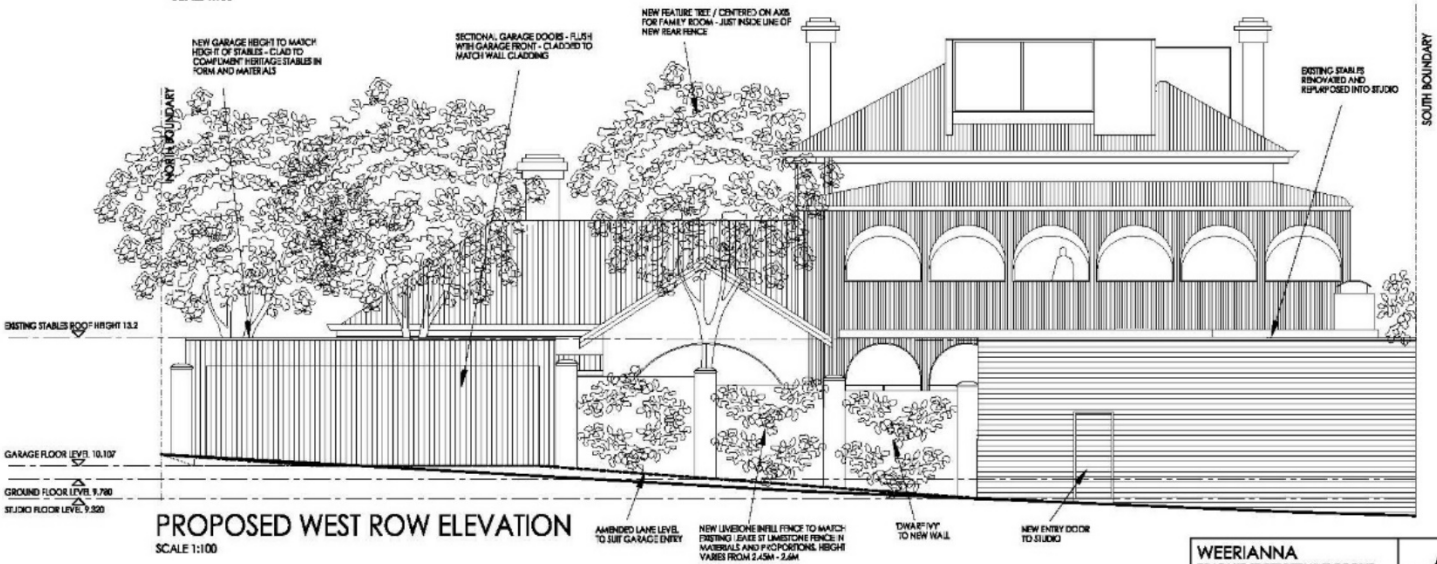 NEW FEATURE TREE / CENTERED ON AXIS
FOR FAMILY ROOM - JUST INSIDE LINE OF
NEW REAR FENCE
NEW GARAGE HEIGHT TO MATCH
HEIGHT OF STABLES - CLAD TO
COMPLIMENT HERITAGE STABLES IN
FORM AND MATERIALS
SECTIONAL GARAGE DOORS - FLUSH
WITH GARAGE FRONT - CLADDED TO
MATCH WALL CLADDING
EXISTING STABLES
RENOVATED AND
REPURPOSED INTO STUDIO
NORTH BOUNDARY
SOUTH BOUNDARY
EXISTING STABLES ROOF HEIGHT 13.2
GARAGE FLOOR LEVEL 10.107
GROUND FLOOR LEVEL 9.780
STUDIO FLOOR LEVEL 9.320
PROPOSED WEST ROW ELEVATION
SCALE 1:100
AMENDED LANE LEVEL
TO SUIT GARAGE ENTRY
NEW LIMESTONE INFILL FENCE TO MATCH
EXISTING LEAKE ST LIMESTONE FENCE IN
MATERIALS AND PROPORTIONS. HEIGHT
VARIES FROM 2.45M - 2.6M
'DWARF IVY'
TO NEW WALL
NEW ENTRY DOOR
TO STUDIO
WEERIANNA